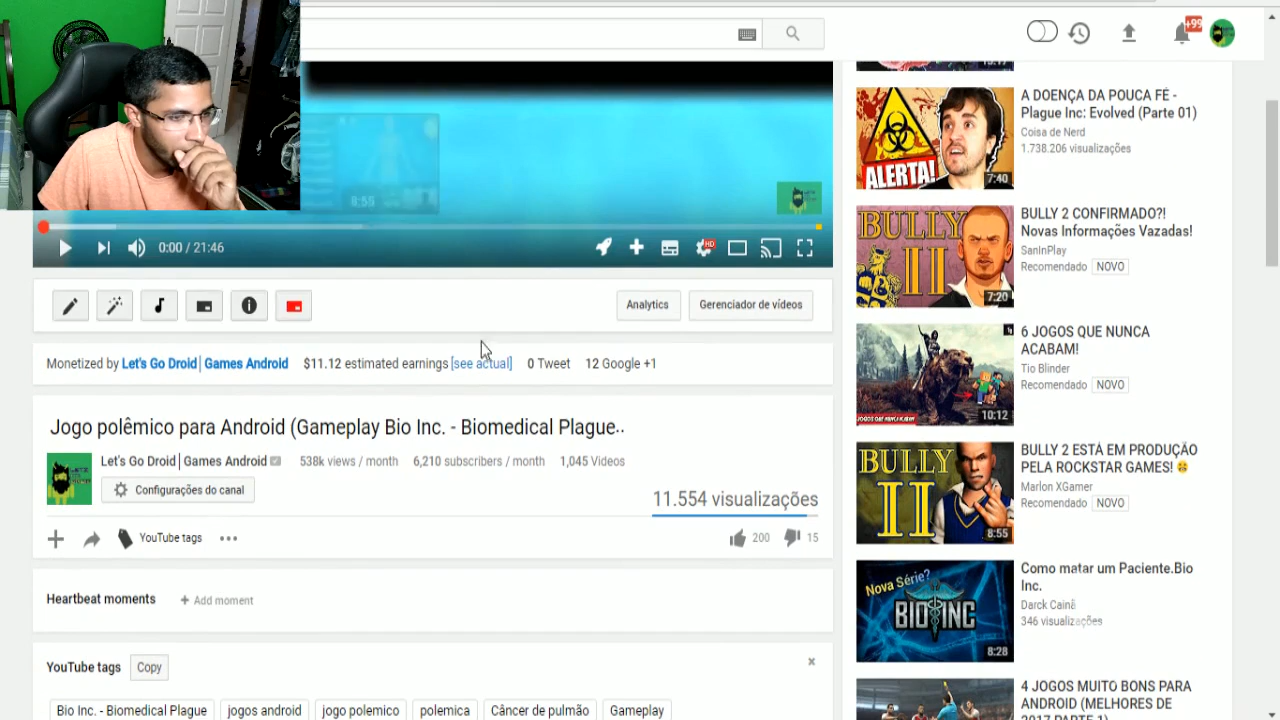 +99
8:55
0:00 / 21:46
HD
Analytics
Gerenciador de vídeos
Monetized by Let's Go Droid│Games Android $11.12 estimated earnings [see actual] 0 Tweet 12 Google +1
Jogo polêmico para Android (Gameplay Bio Inc. - Biomedical Plague..
Let's Go Droid│Games Android 538k views / month 6,210 subscribers / month 1,045 Videos
Configurações do canal
11.554 visualizações
YouTube tags
200
15
Heartbeat moments
+ Add moment
YouTube tags
Copy
Bio Inc. - Biomedical Plague
jogos android
jogo polemico
polemica
Câncer de pulmão
Gameplay
ALERTA!
7:40
A DOENÇA DA POUCA FÉ -
Plague Inc: Evolved (Parte 01)
Coisa de Nerd
1.738.206 visualizações
BULLY
II
7:20
BULLY 2 CONFIRMADO?!
Novas Informações Vazadas!
SanInPlay
Recomendado NOVO
10:12
6 JOGOS QUE NUNCA
ACABAM!
Tio Blinder
Recomendado NOVO
BULLY
II
8:55
BULLY 2 ESTÁ EM PRODUÇÃO
PELA ROCKSTAR GAMES!
Marlon XGamer
Recomendado NOVO
Nova Série?
BIO INC
8:28
Como matar um Paciente.Bio
Inc.
Darck Cainã
346 visualizações
4 JOGOS MUITO BONS PARA
ANDROID (MELHORES DE
2017 PARTE 1)